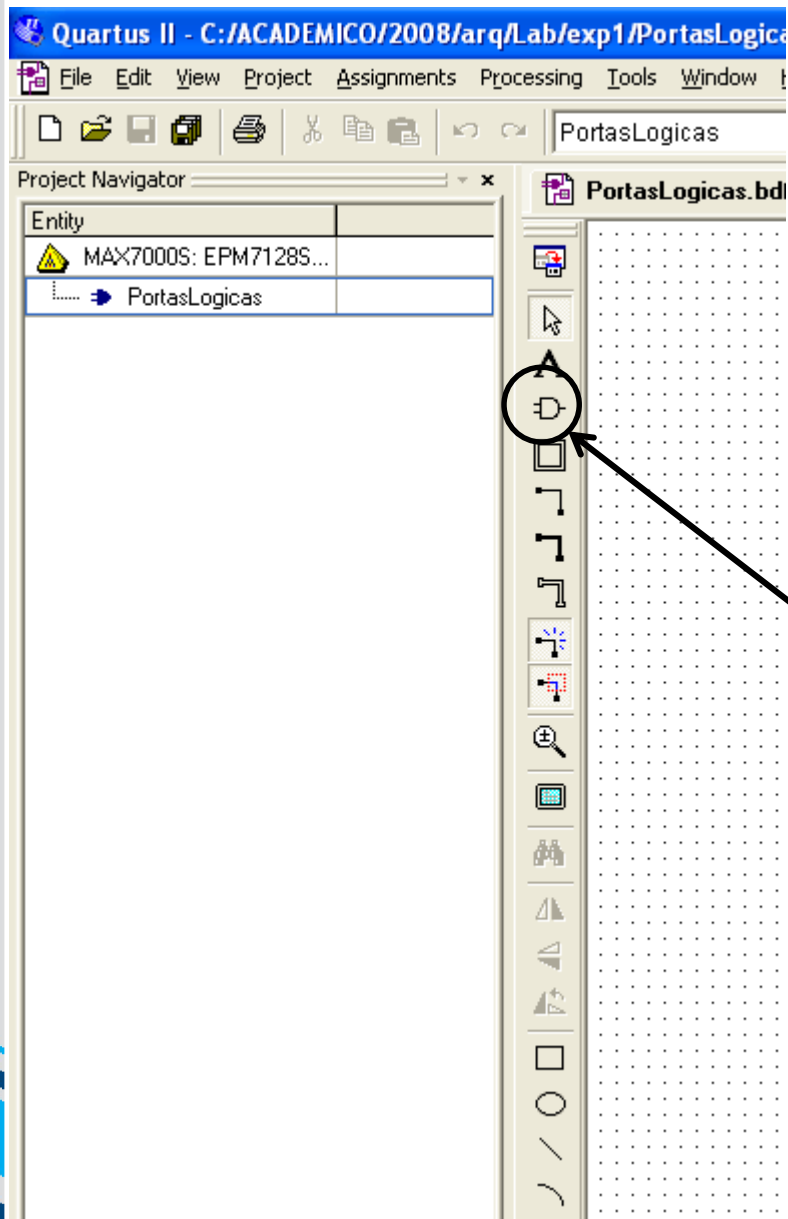 Quartus II - C:/ACADEMICO/2008/arq/Lab/exp1/PortasLogica
File Edit View Project Assignments Processing Tools Window
PortasLogicas
Project Navigator
PortasLogicas.bdf
Entity
MAX7000S: EPM7128S...
PortasLogicas
A